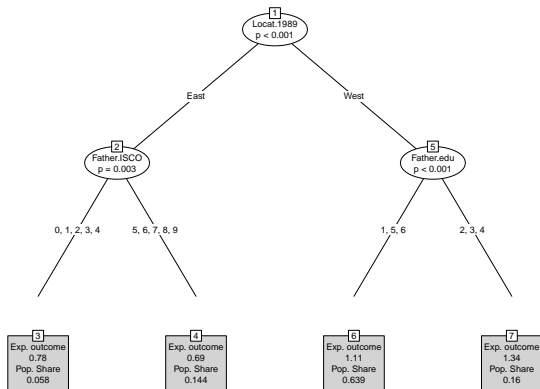 1
Locat.1989
p < 0.001
East
West
2
Father.ISCO
p = 0.003
5
Father.edu
p < 0.001
0, 1, 2, 3, 4
5, 6, 7, 8, 9
1, 5, 6
2, 3, 4
3
Exp. outcome
0.78
Pop. Share
0.058
4
Exp. outcome
0.69
Pop. Share
0.144
6
Exp. outcome
1.11
Pop. Share
0.639
7
Exp. outcome
1.34
Pop. Share
0.16